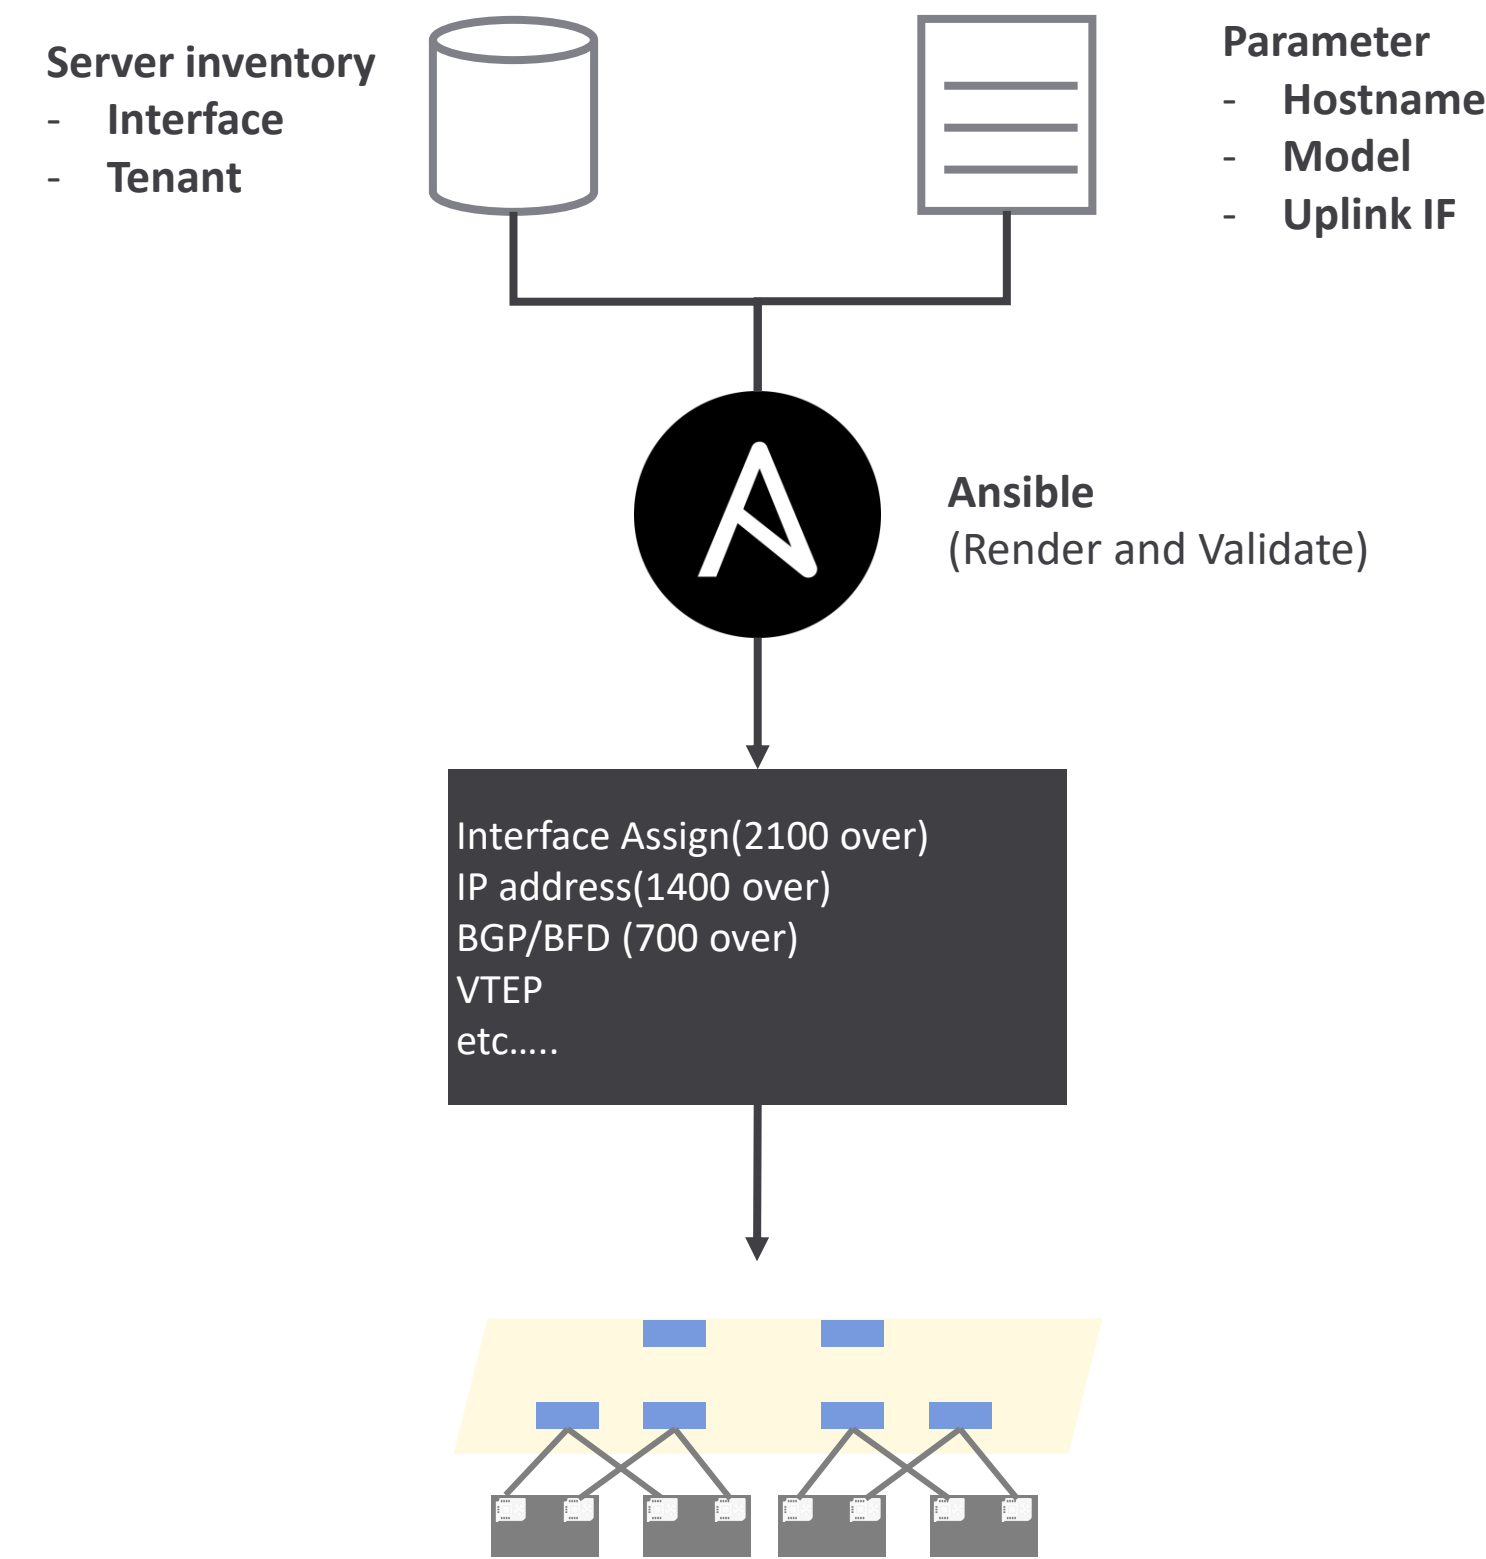 Server inventory
- Interface
- Tenant
Parameter
- Hostname
- Model
- Uplink IF
Ansible
(Render and Validate)
Interface Assign(2100 over)
IP address(1400 over)
BGP/BFD (700 over)
VTEP
etc.....